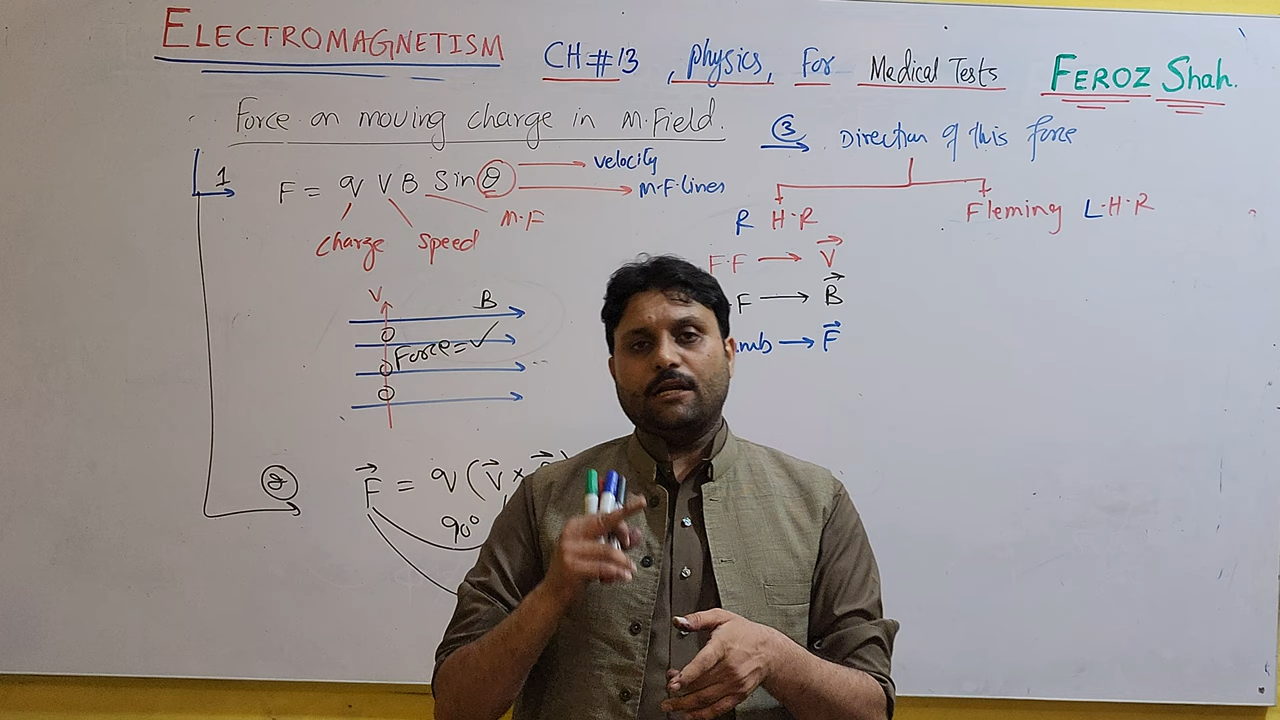 ELECTROMAGNETISM CH#13, Physics, For Medical Tests FEROZ Shah.
Force on moving charge in M.Field.
1 F = q V B Sin θ
velocity
M.F.lines
charge speed M.F
V B
Force = ✓
2 F⃗ = q (V⃗ ×
90°
3 Direction of this force
R H.R Fleming L.H.R
F.F → V⃗
F → B⃗
→ F⃗